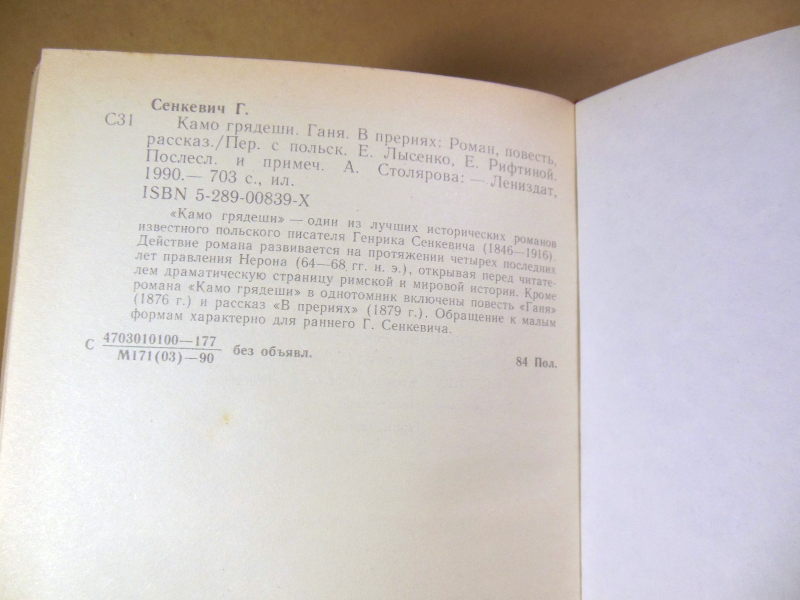 Сенкевич Г.
С31 Камо грядеши. Ганя. В прериях: Роман, повесть,
рассказ./Пер. с польск. Е. Лысенко, Е. Рифтиной.
Послесл. и примеч. А. Столярова: — Лениздат,
1990.— 703 с., ил.
ISBN 5-289-00839-X
«Камо грядеши» — один из лучших исторических романов
известного польского писателя Генрика Сенкевича (1846—1916).
Действие романа развивается на протяжении четырех последних
лет правления Нерона (64—68 гг. н. э.), открывая перед читате-
лем драматическую страницу римской и мировой истории. Кроме
романа «Камо грядеши» в однотомник включены повесть «Ганя»
(1876 г.) и рассказ «В прериях» (1879 г.). Обращение к малым
формам характерно для раннего Г. Сенкевича.
С 4703010100—177
М171(03)—90 без объявл.
84 Пол.